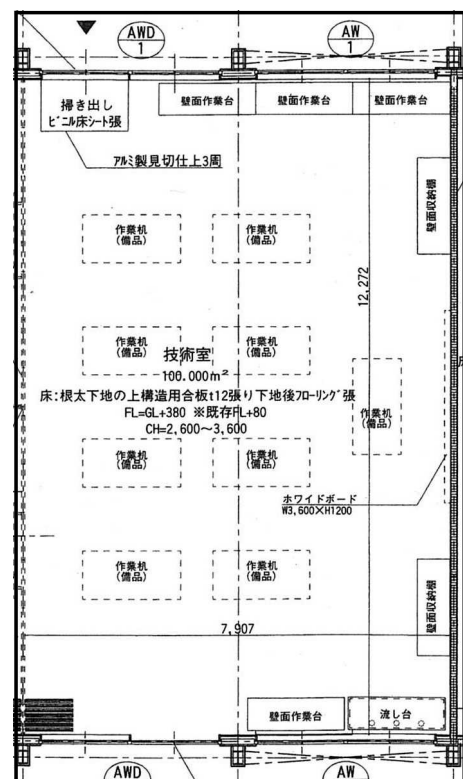 AWD
1
AW
1
掃き出し
ビニル床シート張
壁面作業台
壁面作業台
壁面作業台
アルミ製見切仕上3周
壁面収納棚
作業机
(備品)
作業机
(備品)
12,272
作業机
(備品)
作業机
(備品)
技術室
100.000m²
床:根太下地の上構造用合板t12張り下地後フローリング張
FL=GL+380 ※既存FL+80
CH=2,600～3,600
作業机
(備品)
作業机
(備品)
作業机
(備品)
ホワイドボード
W3,600×H1200
作業机
(備品)
作業机
(備品)
壁面収納棚
7,907
壁面作業台
流し台
AWD
AW